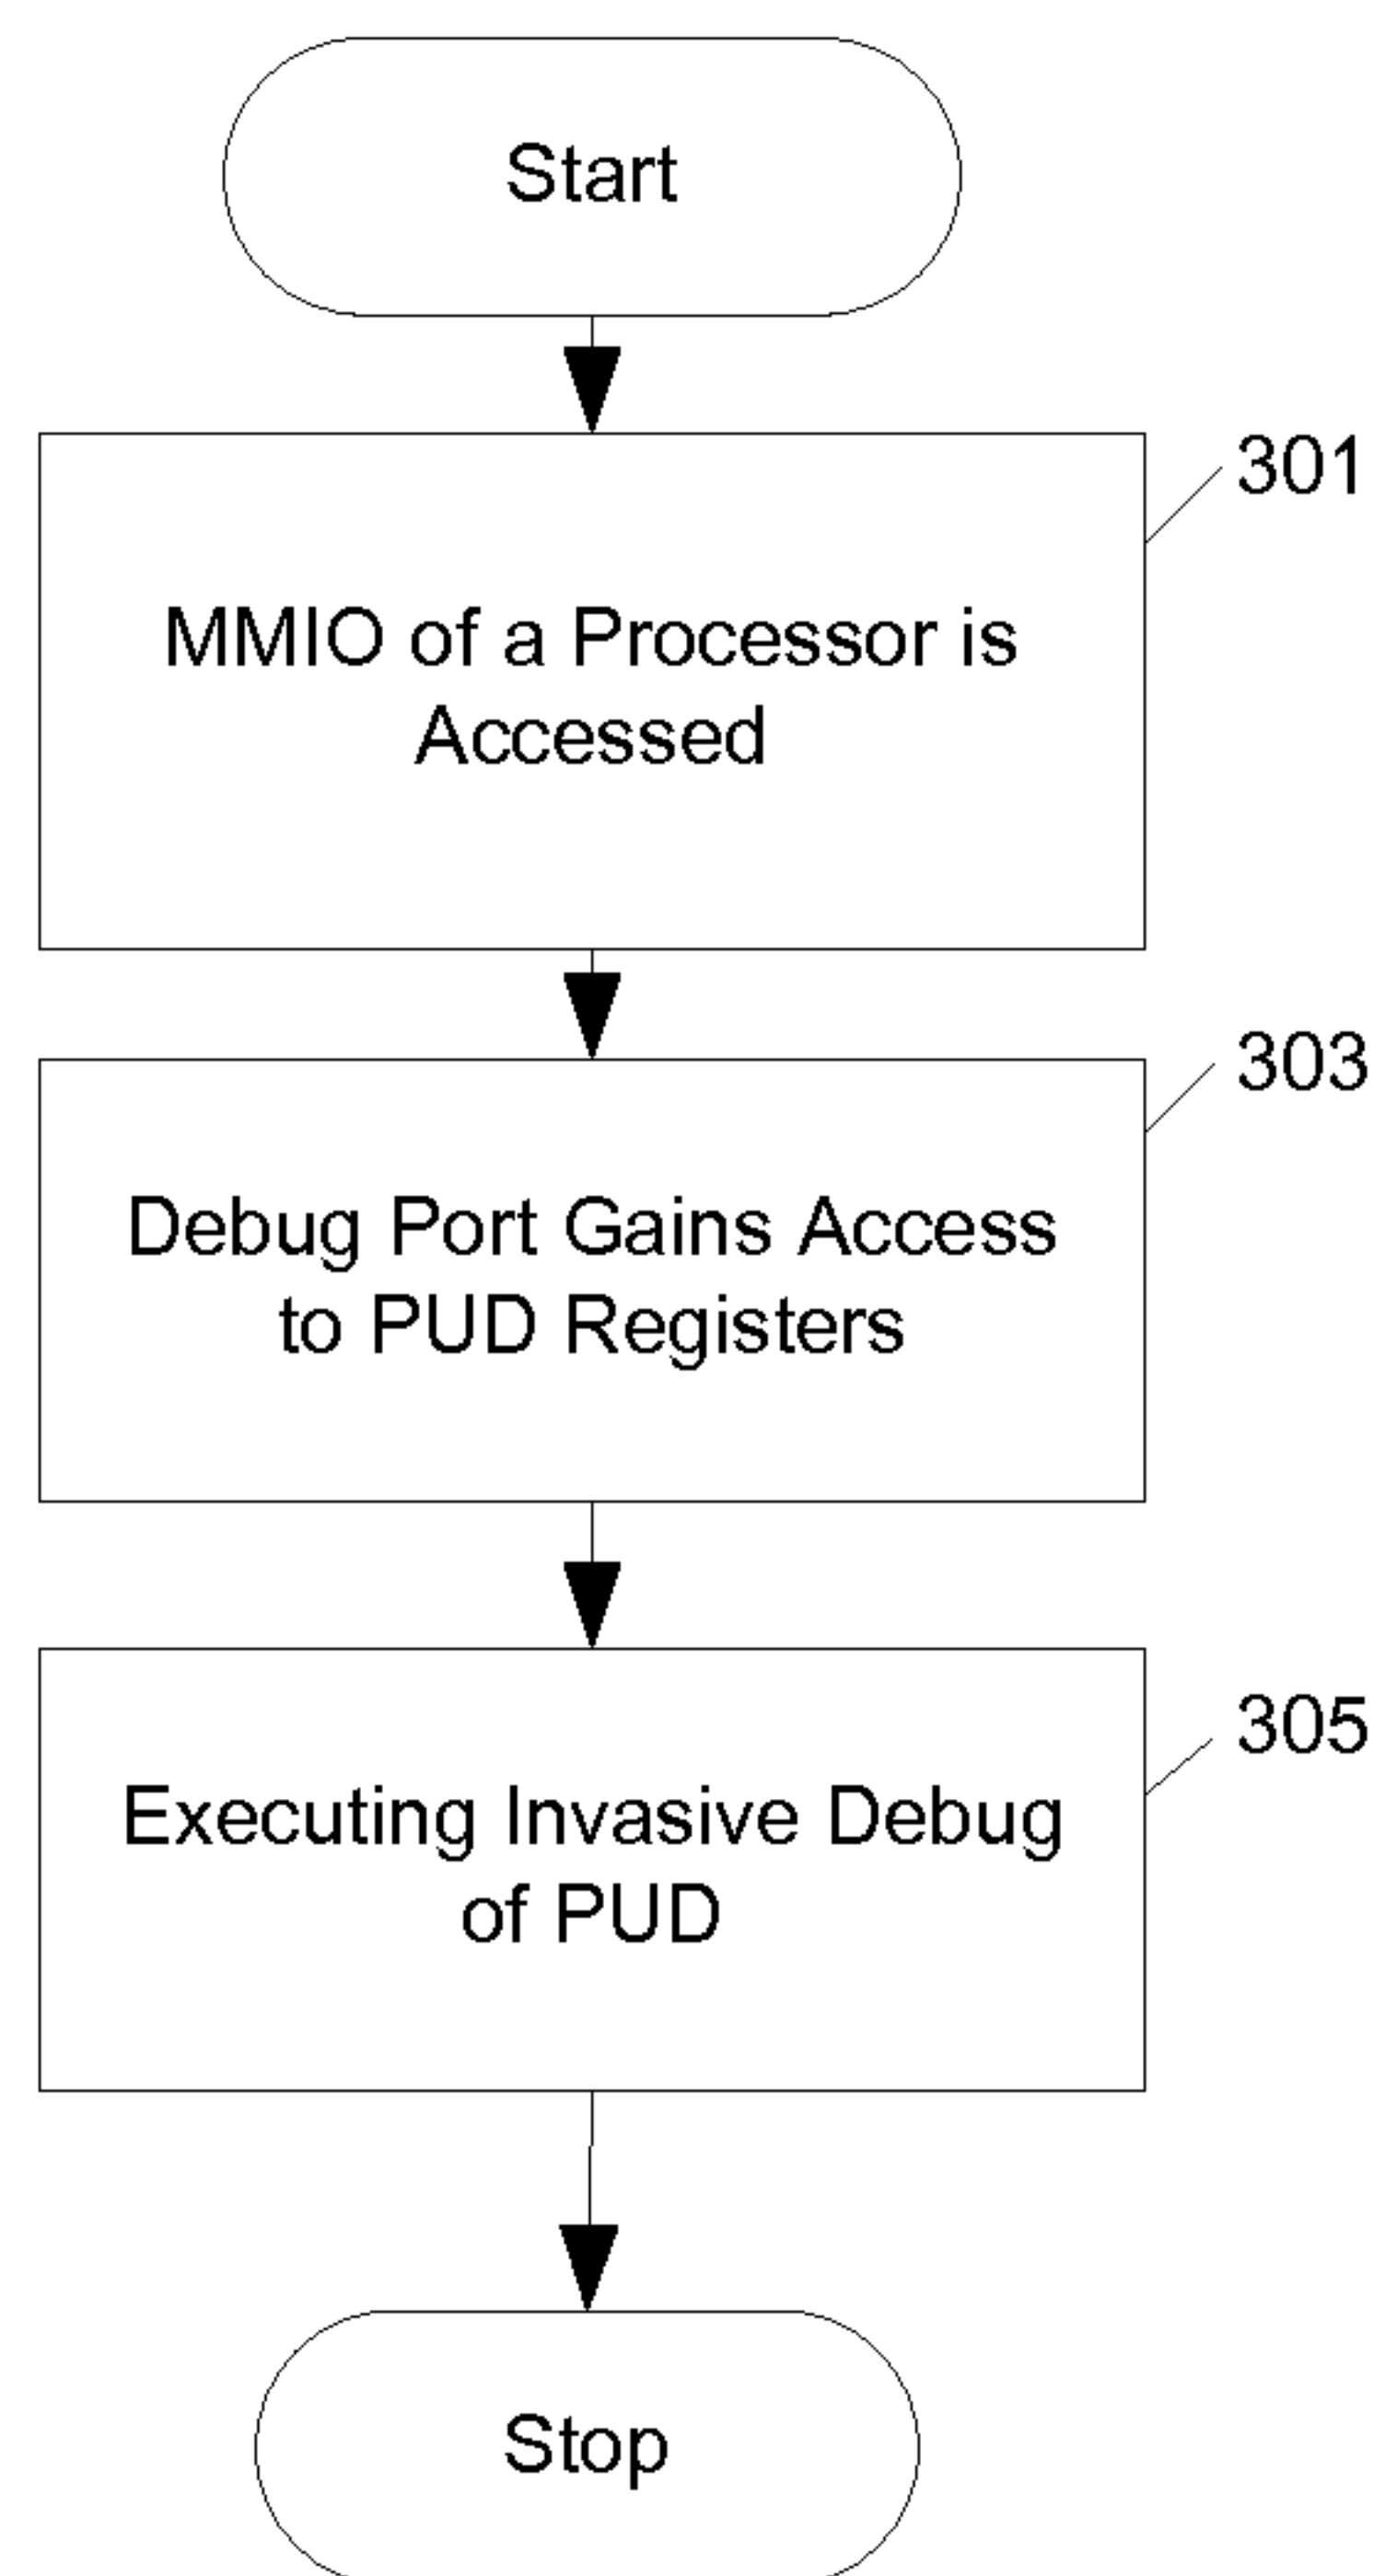 Start
301
MMIO of a Processor is
Accessed
303
Debug Port Gains Access
to PUD Registers
305
Executing Invasive Debug
of PUD
Stop